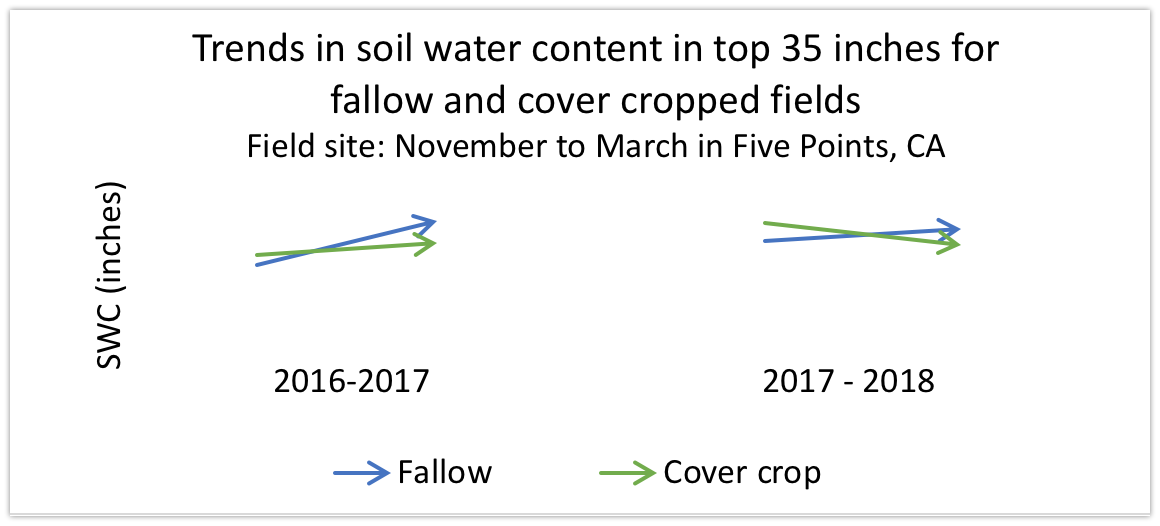 Trends in soil water content in top 35 inches for
fallow and cover cropped fields
Field site: November to March in Five Points, CA
SWC (inches)
2016-2017
2017 - 2018
Fallow
Cover crop